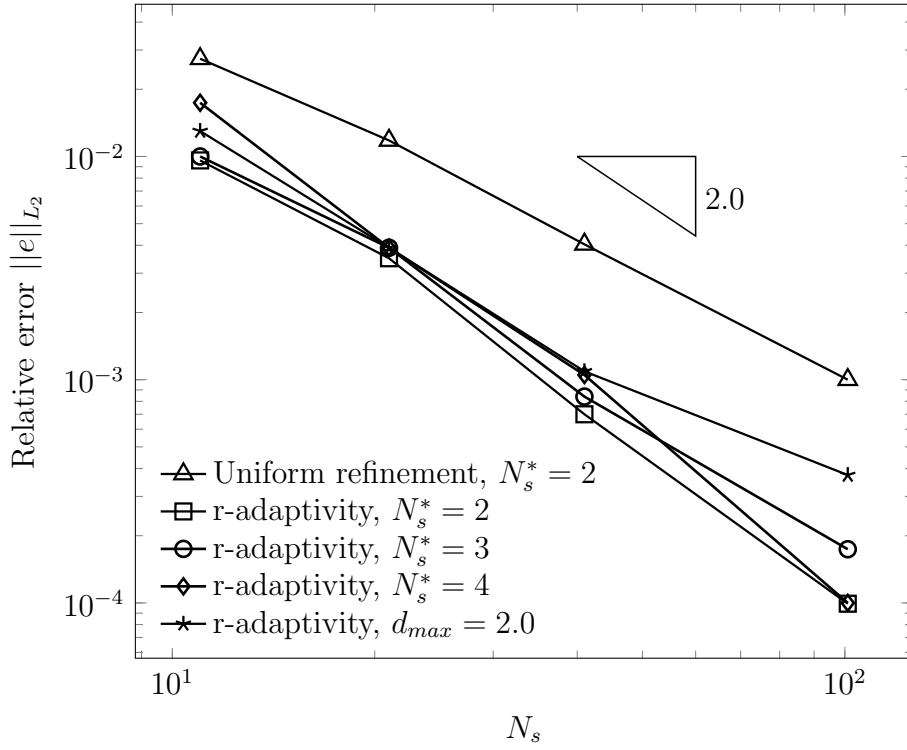 10^{-2}
10^{-3}
10^{-4}
Relative error ||e||_{L_2}
2.0
Uniform refinement, N_s^* = 2
r-adaptivity, N_s^* = 2
r-adaptivity, N_s^* = 3
r-adaptivity, N_s^* = 4
r-adaptivity, d_{max} = 2.0
10^1
10^2
N_s